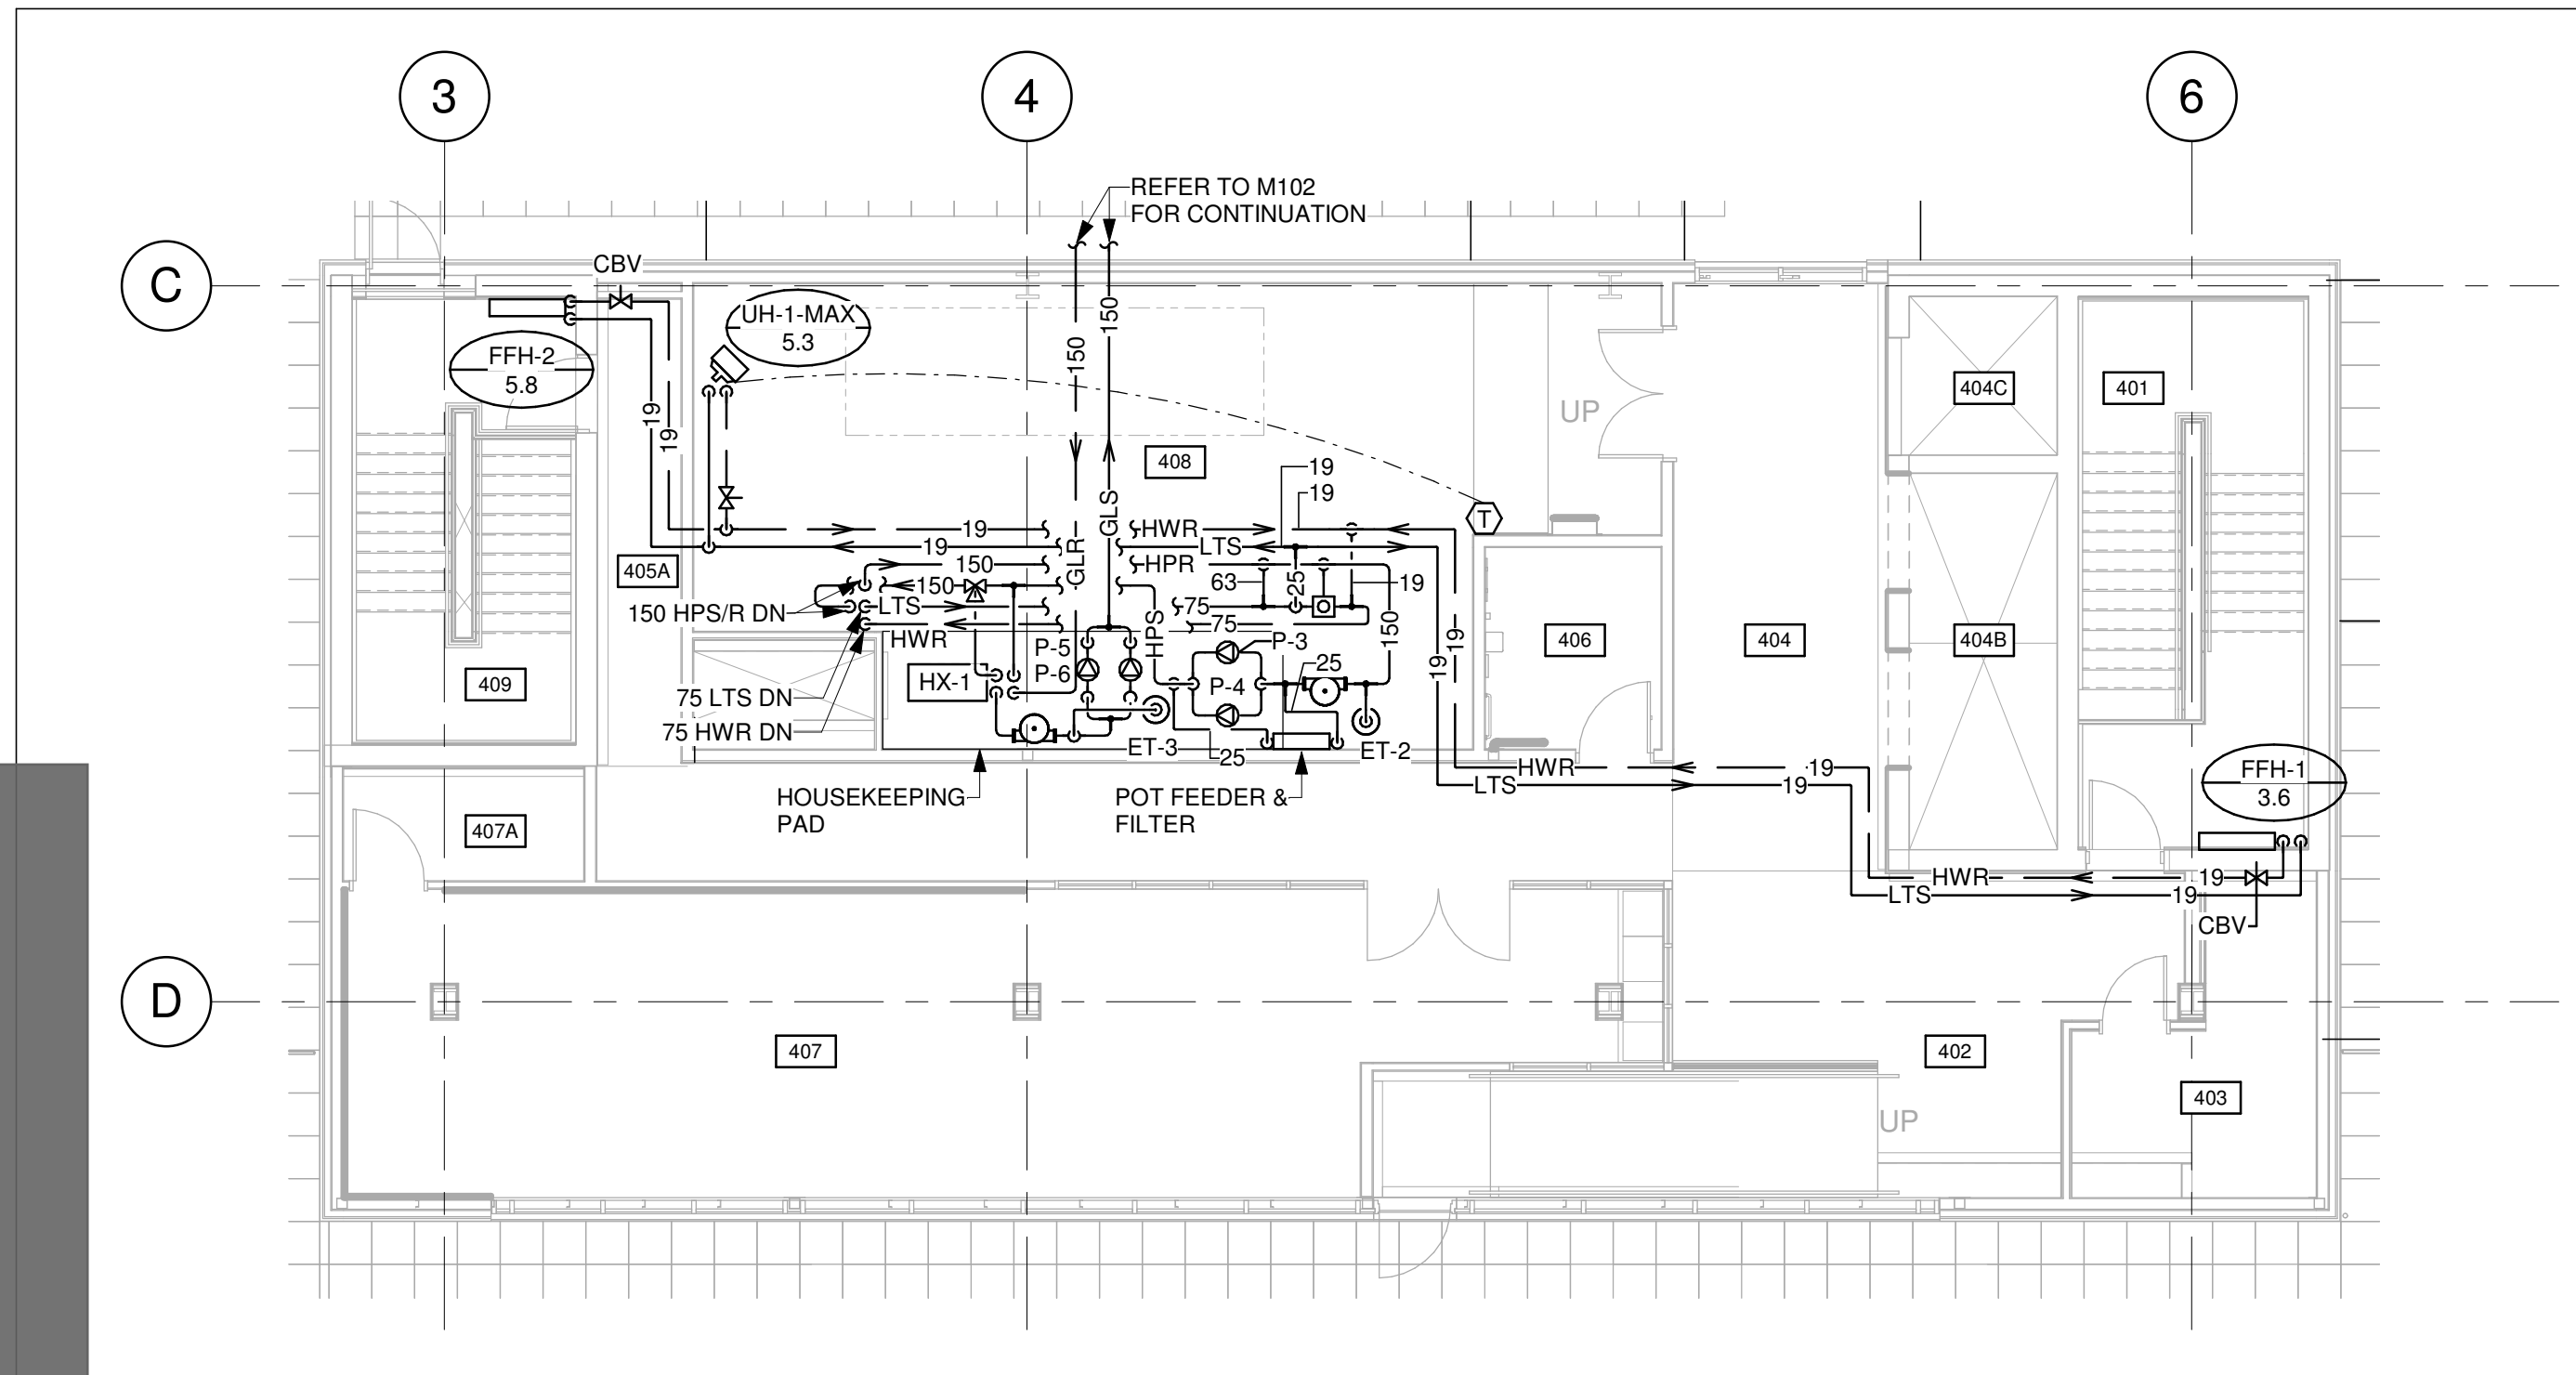 3
4
6
REFER TO M102
FOR CONTINUATION
C
CBV
UH-1-MAX
5.3
150
150
FFH-2
5.8
404C
401
19
19
UP
408
19
19
GLS
T
19
HWR
19
LTS
GLR
150
HPR
405A
150
63
25
19
LTS
75
150 HPS/R DN
75
HWR
HPS
150
P-5
P-3
19
19
406
404
404B
P-6
25
HX-1
P-4
409
75 LTS DN
75 HWR DN
ET-3
25
ET-2
HWR
19
FFH-1
3.6
LTS
19
HOUSEKEEPING
PAD
POT FEEDER &
FILTER
407A
HWR
19
LTS
19
CBV
D
407
402
403
UP